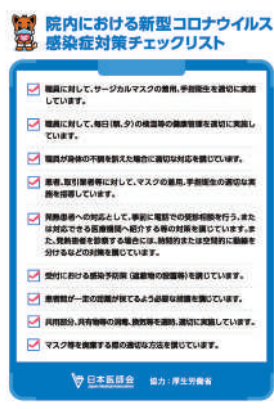 院内における新型コロナウイルス
感染症対策チェックリスト
職員に対して、サージカルマスクの着用、手指衛生を適切に実施
しています。
職員に対して、毎日(朝、夕)の検温等の健康管理を適切に実施し
ています。
職員が身体の不調を訴えた場合に適切な対応を講じています。
患者、取引業者等に対して、マスクの着用、手指衛生の適切な実
施を指導しています。
発熱患者への対応として、事前に電話での受診相談を行う、また
は対応できる医療機関へ紹介する等の対策を講じています。ま
た、発熱患者を診察する場合には、時間的または空間的に動線を
分けるなどの対策を講じています。
受付における感染予防策(遮蔽物の設置等)を講じています。
患者間が一定の距離が保てるよう必要な措置を講じています。
共用部分、共有物等の消毒、換気等を適時、適切に実施しています。
マスク等を廃棄する際の適切な方法を講じています。
日本医師会 協力:厚生労働省
Japan Medical Association